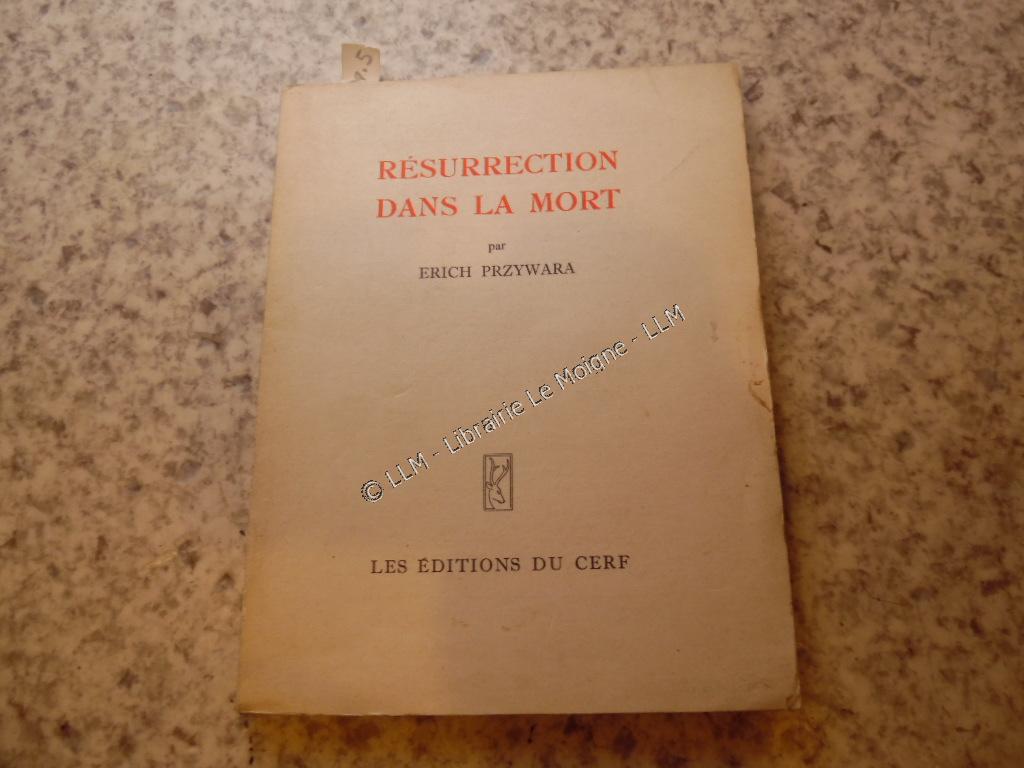 RÉSURRECTION
DANS LA MORT
par
ERICH PRZYWARA
© LLM - Librairie Le Moigne - LLM
LES ÉDITIONS DU CERF